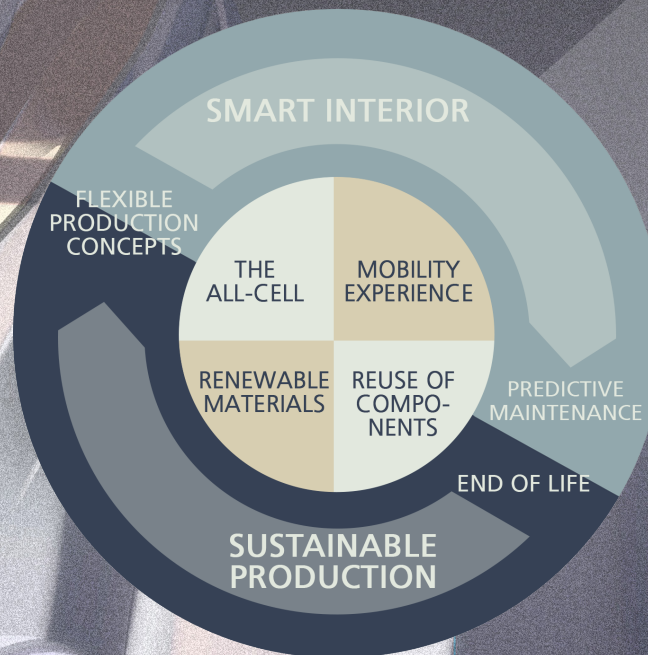 SMART INTERIOR
FLEXIBLE
PRODUCTION
CONCEPTS
THE
ALL-CELL
MOBILITY
EXPERIENCE
RENEWABLE
MATERIALS
REUSE OF
COMPO-
NENTS
PREDICTIVE
MAINTENANCE
END OF LIFE
SUSTAINABLE
PRODUCTION